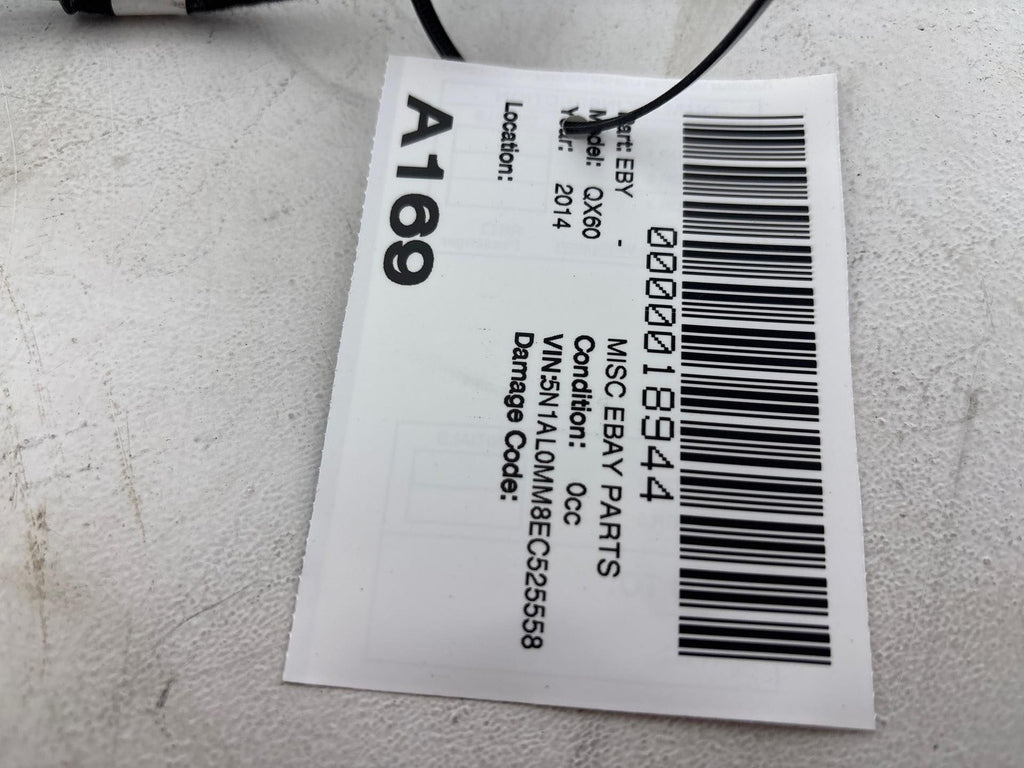 0000018944
Part: EBY - MISC EBAY PARTS
Model: QX60 Condition: 0cc
Year: 2014 VIN:5N1AL0MM8EC525558
Location: Damage Code:
A169